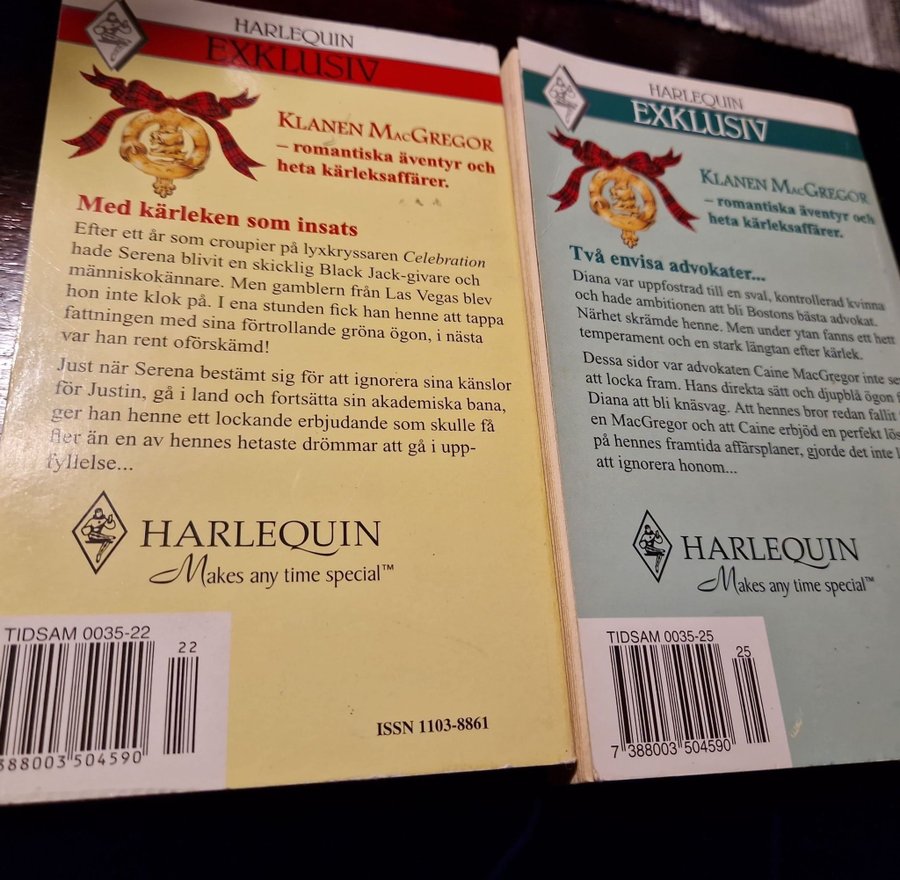 HARLEQUIN
EXKLUSIV
KLANEN MACGREGOR
– romantiska äventyr och
heta kärleksaffärer.
Med kärleken som insats
Efter ett år som croupier på lyxkryssaren Celebration
hade Serena blivit en skicklig Black Jack-givare och
människokännare. Men gamblern från Las Vegas blev
hon inte klok på. I ena stunden fick han henne att tappa
fattningen med sina förtrollande gröna ögon, i nästa
var han rent oförskämd!
Just när Serena bestämt sig för att ignorera sina känslor
för Justin, gå i land och fortsätta sin akademiska bana,
ger han henne ett lockande erbjudande som skulle få
fler än en av hennes hetaste drömmar att gå i upp-
fyllelse...
HARLEQUIN
Makes any time special™
TIDSAM 0035-22
22
388003 504590
ISSN 1103-8861
HARLEQUIN
EXKLUSIV
KLANEN MACGREGOR
– romantiska äventyr och
heta kärleksaffärer.
Två envisa advokater...
Diana var uppfostrad till en sval, kontrollerad kvinna
och hade ambitionen att bli Bostons bästa advokat.
Närhet skrämde henne. Men under ytan fanns ett hett
temperament och en stark längtan efter kärlek.
Dessa sidor var advokaten Caine MacGregor inte
att locka fram. Hans direkta sätt och djupblå ögon
Diana att bli knäsvag. Att hennes bror redan fallit
en MacGregor och att Caine erbjöd en perfekt
på hennes framtida affärsplaner, gjorde det inte
att ignorera honom...
HARLEQUIN
Makes any time special™
TIDSAM 0035-25
25
7 388003 504590